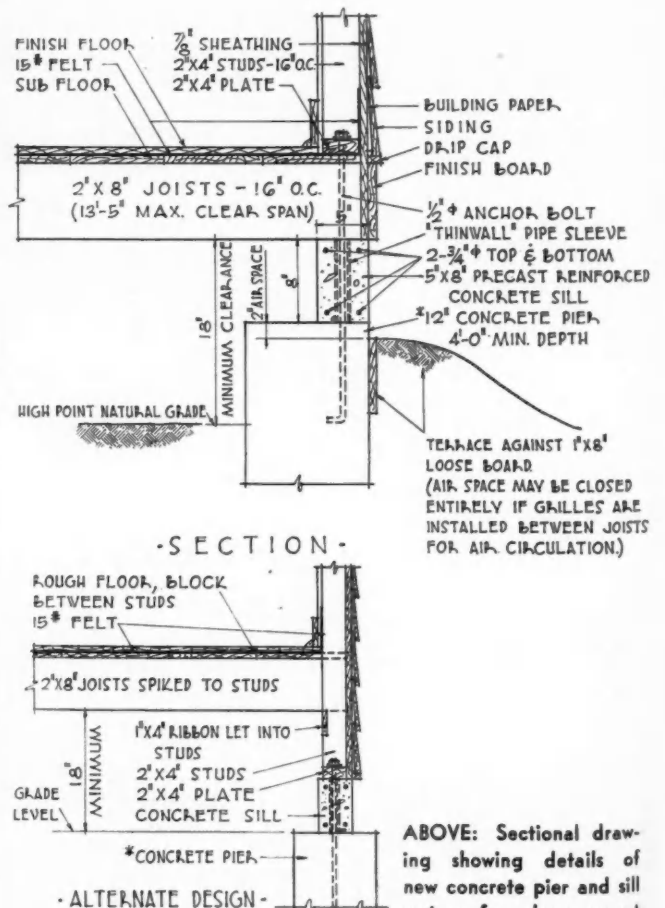 FINISH FLOOR
15# FELT
SUB FLOOR
7/8" SHEATHING
2"X4" STUDS-16" O.C.
2"X4" PLATE
BUILDING PAPER
SIDING
DRIP CAP
FINISH BOARD
2"X 8" JOISTS - 16" O.C.
(13'-5" MAX. CLEAR SPAN)
5"
1/2" ϕ ANCHOR BOLT
"THINWALL" PIPE SLEEVE
2-3/4" ϕ TOP & BOTTOM
5"X8" PRECAST REINFORCED
CONCRETE SILL
*12" CONCRETE PIER
4'-0" MIN. DEPTH
18"
MINIMUM CLEARANCE
2" AIR SPACE
8"
HIGH POINT NATURAL GRADE
TERRACE AGAINST 1"X8"
LOOSE BOARD
(AIR SPACE MAY BE CLOSED
ENTIRELY IF GRILLES ARE
INSTALLED BETWEEN JOISTS
FOR AIR CIRCULATION.)
-SECTION-
ROUGH FLOOR, BLOCK
BETWEEN STUDS
15# FELT
2"X8" JOISTS SPIKED TO STUDS
18"
MINIMUM
1"X4" RIBBON LET INTO
STUDS
2"X4" STUDS
2"X4" PLATE
CONCRETE SILL
GRADE
LEVEL
*CONCRETE PIER
-ALTERNATE DESIGN-
ABOVE: Sectional draw-
ing showing details of
new concrete pier and sill